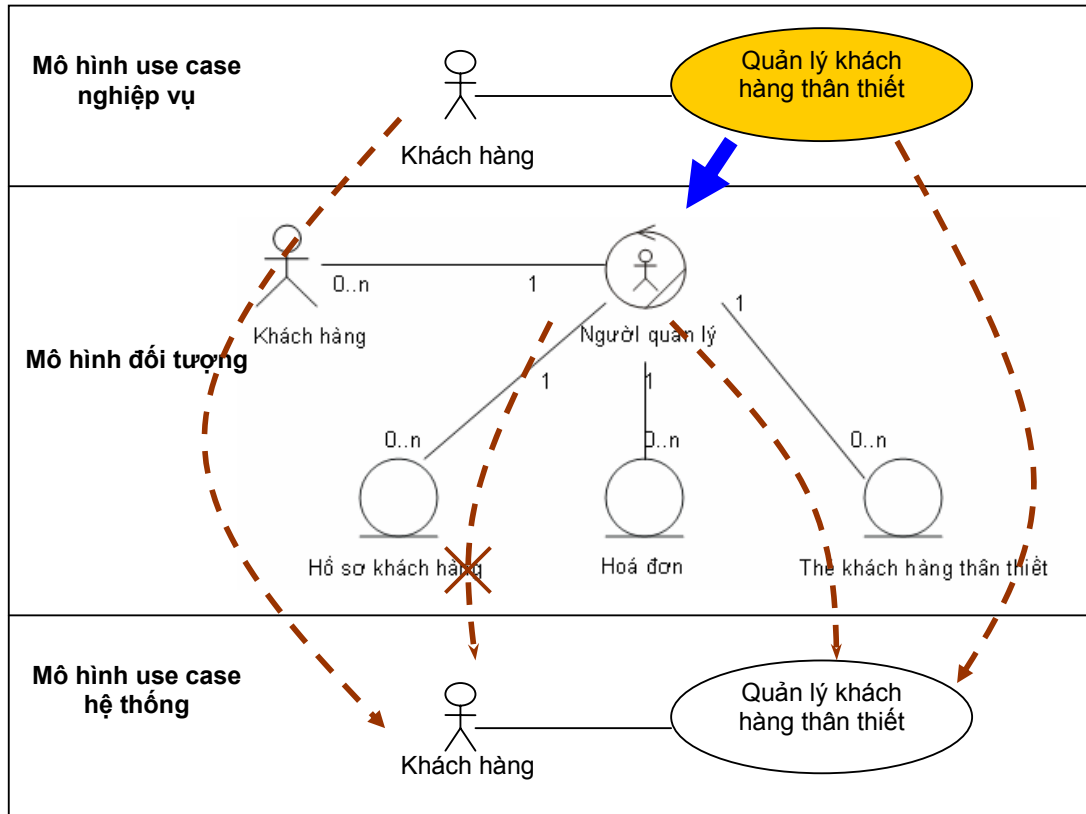 Mô hình use case
nghiệp vụ
Khách hàng
Quản lý khách
hàng thân thiết
Mô hình đối tượng
0..n
1
Khách hàng
Ngườl quản lý
1
1
1
0..n
0..n
0..n
Hồ sơ khách hàng
Hoá đơn
Thẻ khách hàng thân thiết
Mô hình use case
hệ thống
Khách hàng
Quản lý khách
hàng thân thiết